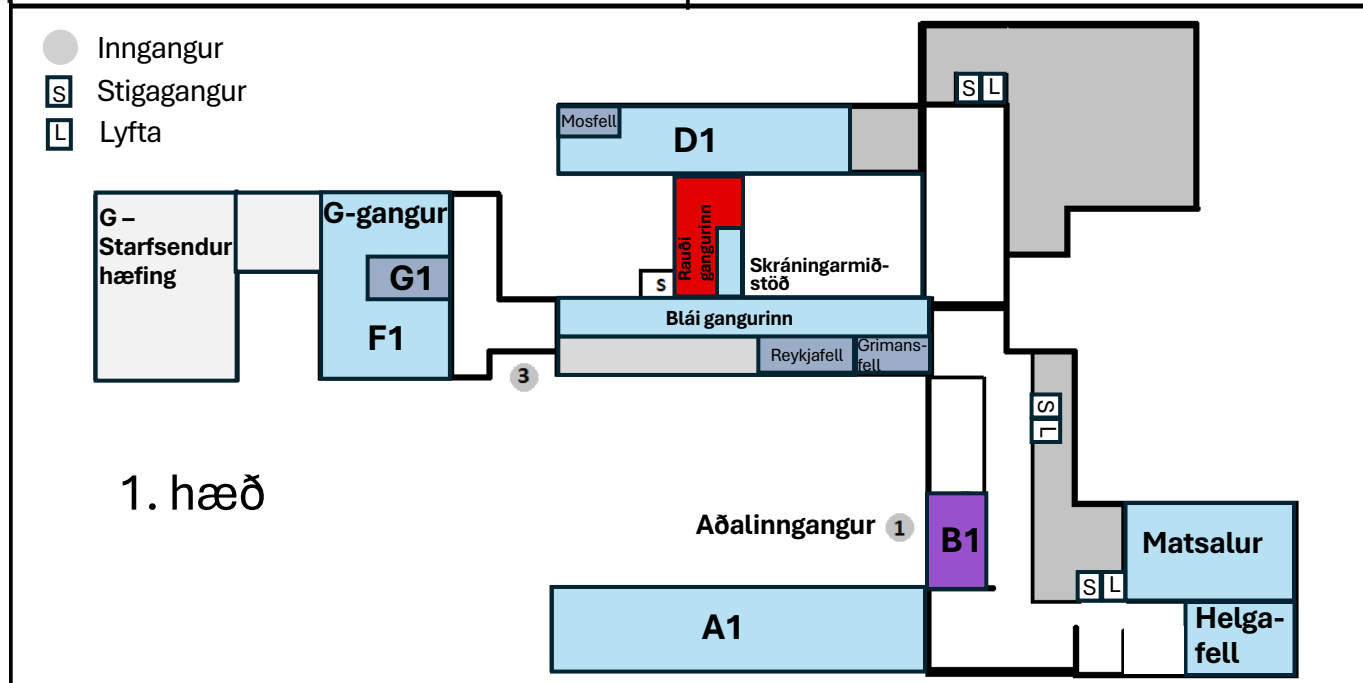 Inngangur
S Stigagangur
L Lyfta
S L
Mosfell
D1
G –
Starfsendur
hæfing
G-gangur
G1
F1
Rauði
gangurinn
S
Skráningarmið-
stöð
Blái gangurinn
Reykjafell
Grimans-
fell
3
S
L
1. hæð
Aðalinngangur 1
B1
Matsalur
S L
A1
Helga-
fell